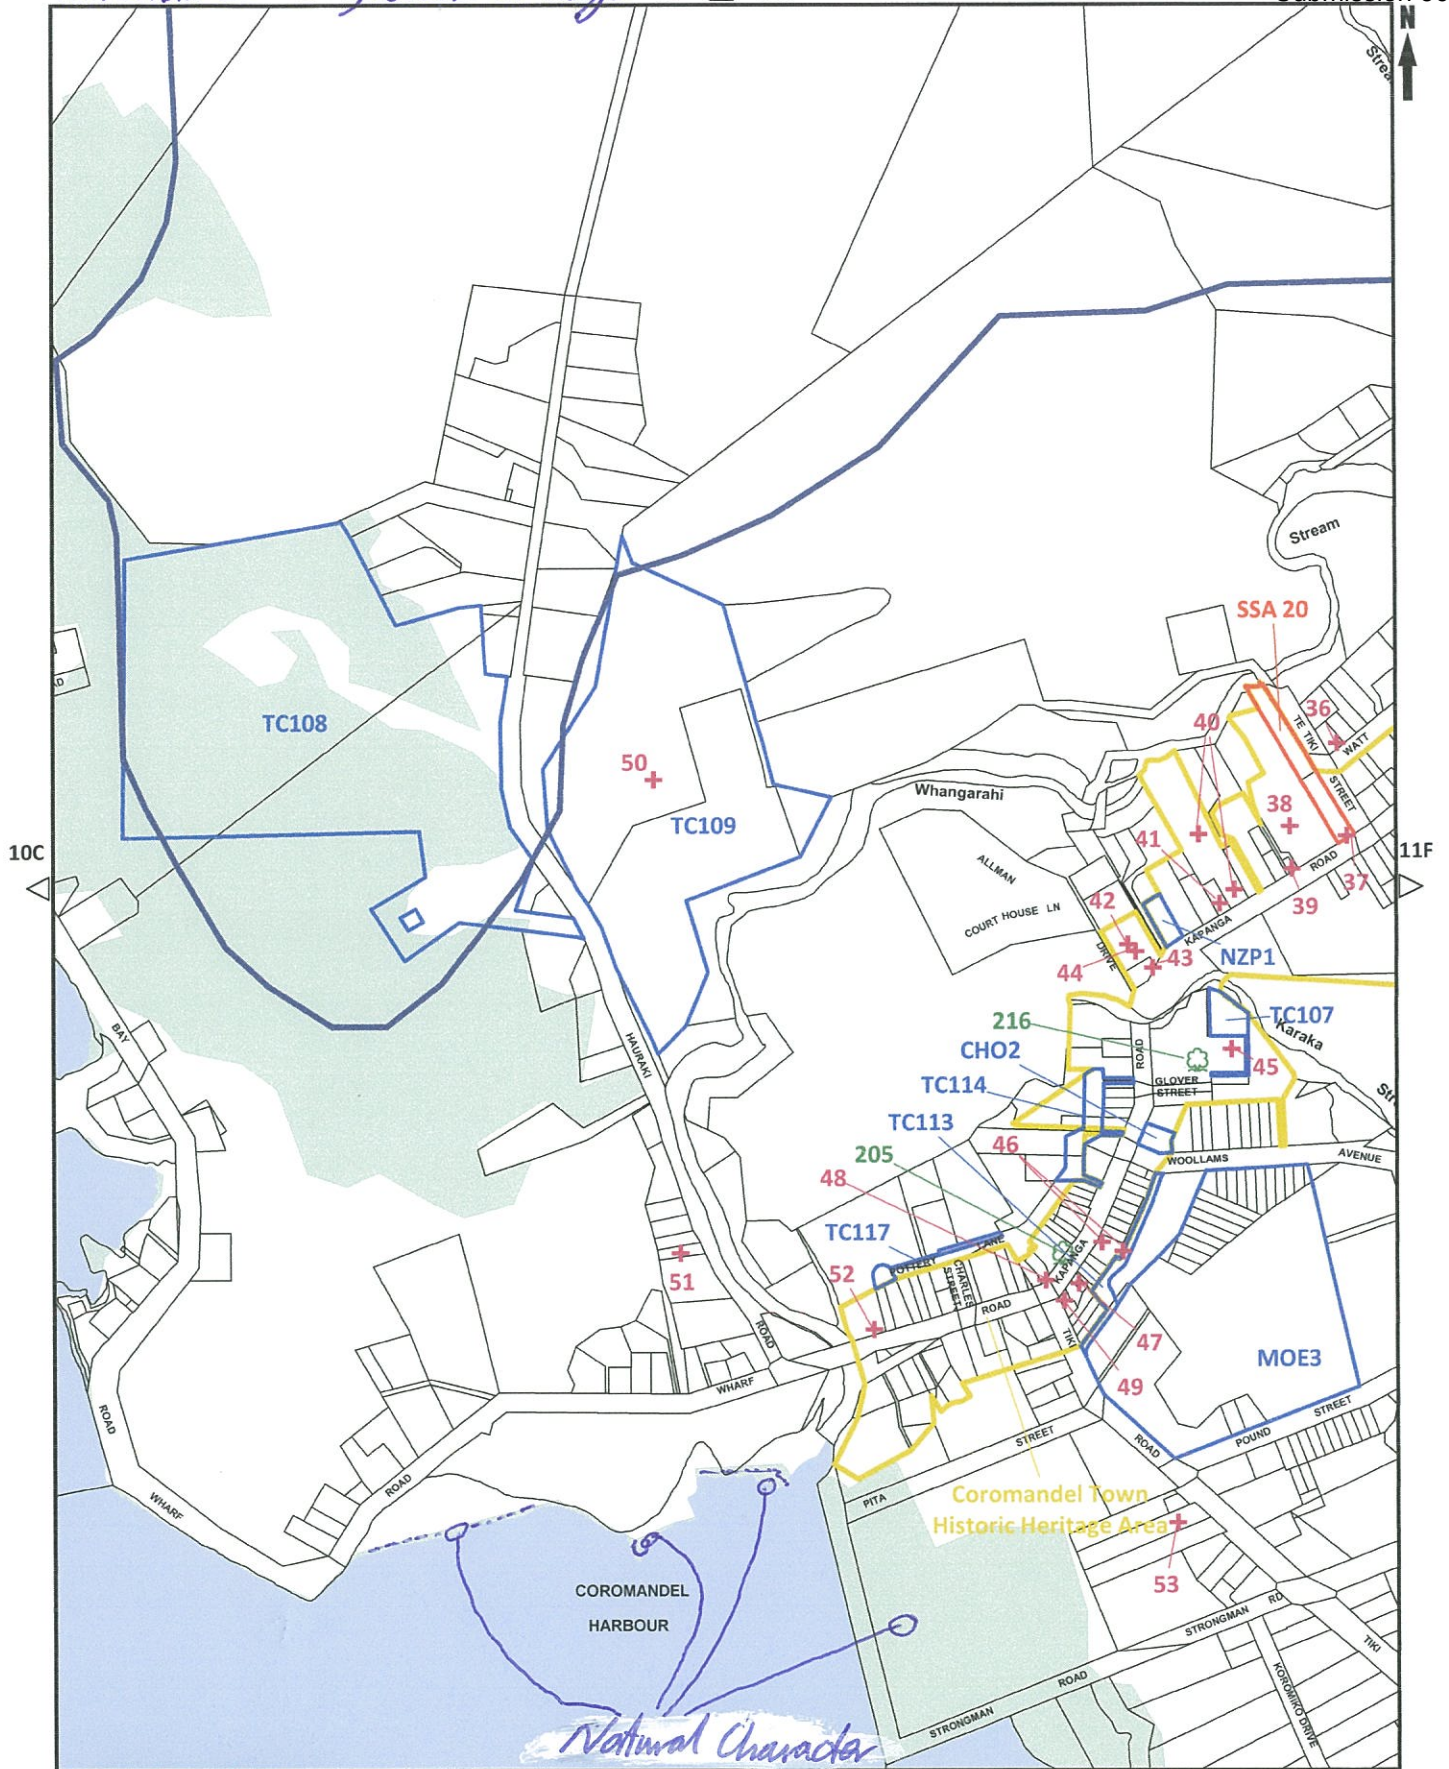 N
Stream
SSA 20
TE TIKI
STREET
36
WATT
40
TC108
50
38
Whangarahi
TC109
41
10C
11F
ALLMAN
ROAD
37
39
42
COURT HOUSE LN
KAPANGA
DRIVE
43
44
NZP1
216
TC107
Karaka
CHO2
ROAD
45
BAY
HAURAKI
TC114
GLOVER
STREET
TC113
46
205
WOOLLAMS
AVENUE
48
TC117
LANE
POTTERY
KAPANGA
CHARLES
STREET
52
51
ROAD
ROAD
TIKI
47
MOE3
WHARF
49
ROAD
STREET
STREET
POUND
ROAD
ROAD
PITA
WHARF
Coromandel Town
Historic Heritage Area
53
COROMANDEL
HARBOUR
STRONGMAN RD
TIKI
ROAD
KOROMIKO DRIVE
STRONGMAN
Natural Character